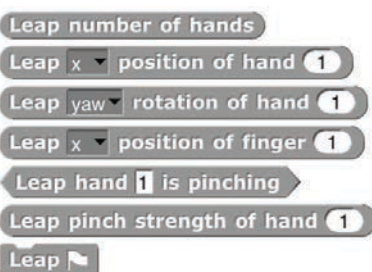 Leap number of hands
Leap x position of hand 1
Leap yaw rotation of hand 1
Leap x position of finger 1
Leap hand 1 is pinching
Leap pinch strength of hand 1
Leap